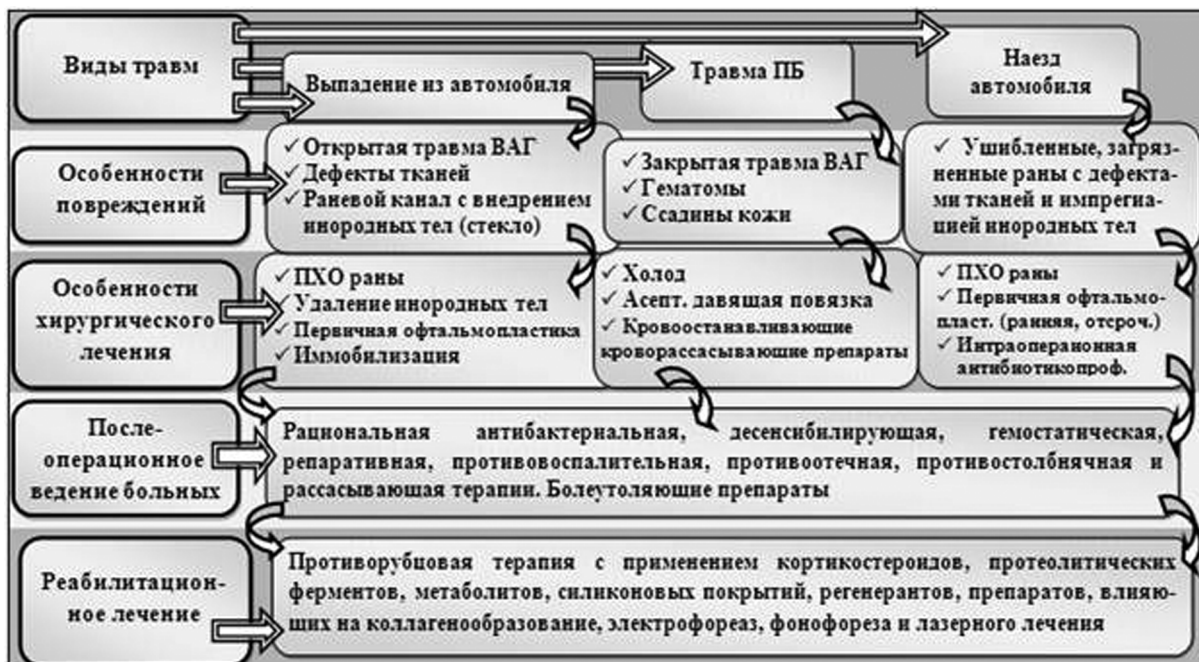 Виды травм
Выпадение из автомобиля
Травма ПБ
Наезд
автомобиля
Особенности
повреждений
✓ Открытая травма ВАГ
✓ Дефекты тканей
✓ Раневой канал с внедрением
инородных тел (стекло)
✓ Закрытая травма ВАГ
✓ Гематомы
✓ Ссадины кожи
✓ Ушибленные, загряз-
ненные раны с дефекта-
ми тканей и импрегна-
цией инородных тел
Особенности
хирургического
лечения
✓ ПХО раны
✓ Удаление инородных тел
✓ Первичная офтальмопластика
✓ Иммобилизация
✓ Холод
✓ Асепт. давящая повязка
✓ Кровоостанавливающие
кроворассасывающие препараты
✓ ПХО раны
✓ Первичная офтальмо-
пласт. (ранняя, отсроч.)
✓ Интраоперационная
антибиотикопроф.
После-
операционное
ведение больных
Рациональная антибактериальная, десенсибилирующая, гемостатическая,
репаративная, противовоспалительная, противоотечная, противостолбнячная и
рассасывающая терапии. Болеутоляющие препараты
Реабилитацион-
ное лечение
Противорубцовая терапия с применением кортикостероидов, протеолитических
ферментов, метаболитов, силиконовых покрытий, регенерантов, препаратов, влияю-
щих на коллагенообразование, электрофореаз, фонофореза и лазерного лечения